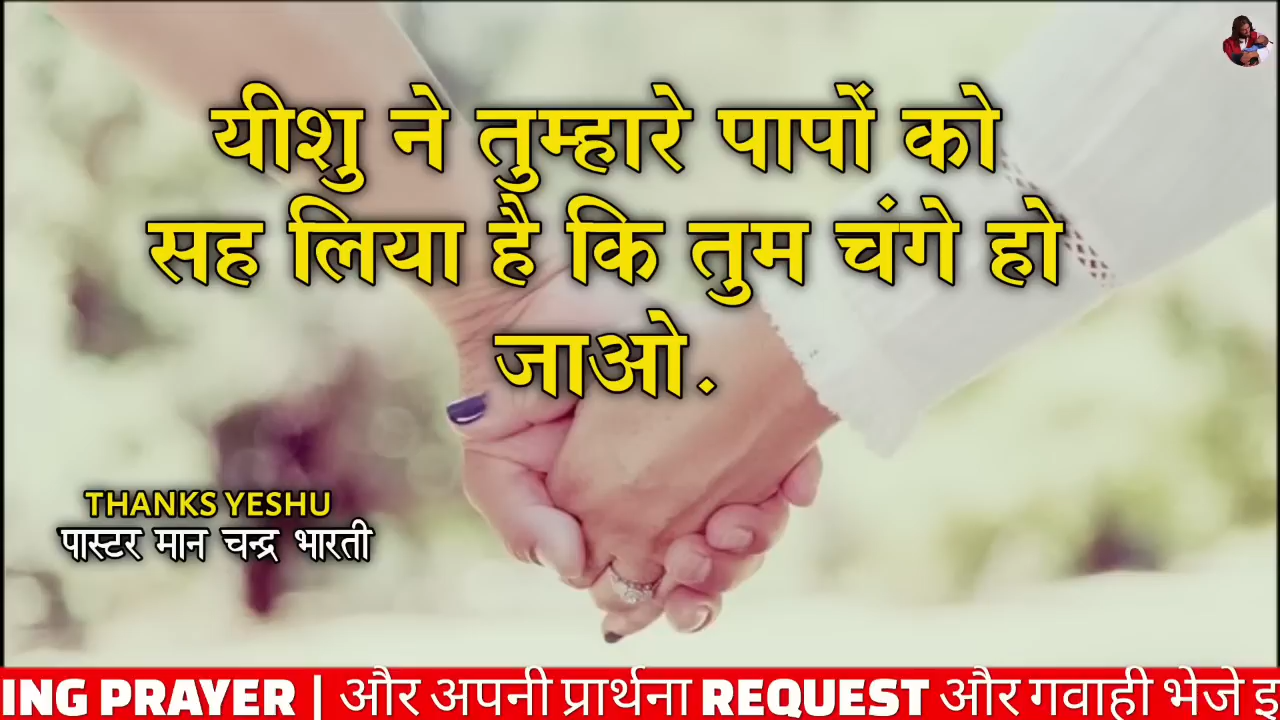 यीशु ने तुम्हारे पापों को
सह लिया है कि तुम चंगे हो
जाओ.
THANKS YESHU
पास्टर मान चन्द्र भारती
ING PRAYER | और अपनी प्रार्थना REQUEST और गवाही भेजे